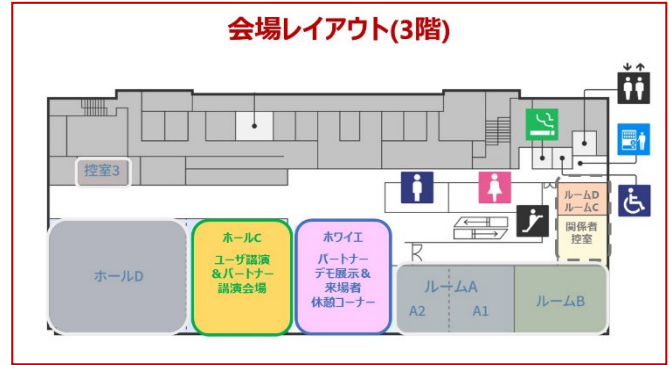 会場レイアウト(3階)
控室3
ルームD
ルームC
関係者
控室
ホールD
ホールC
ユーザ講演
&パートナー
講演会場
ホワイエ
パートナー
デモ展示&
来場者
休憩コーナー
ルームA
A2
A1
ルームB